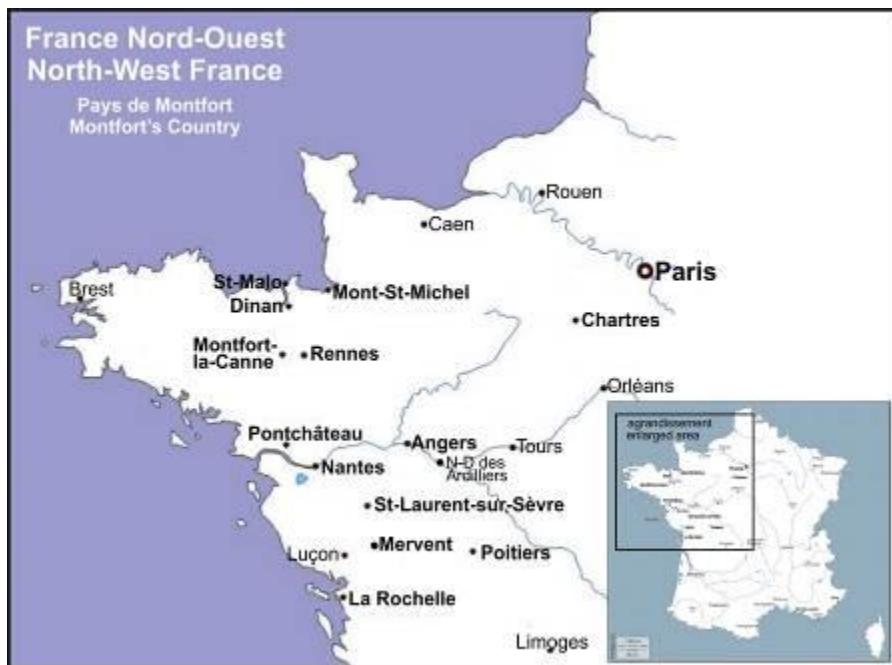 France Nord-Ouest
North-West France
Pays de Montfort
Montfort's Country
Rouen
Caen
Paris
St-Malo
Brest
Mont-St-Michel
Dinan
Chartres
Montfort-
la-Canne
Rennes
Orléans
agrandissement
enlarged area
Pontchâteau
Angers
Tours
N-D des
Ardilliers
Nantes
St-Laurent-sur-Sèvre
Mervent
Luçon
Poitiers
La Rochelle
Limoges